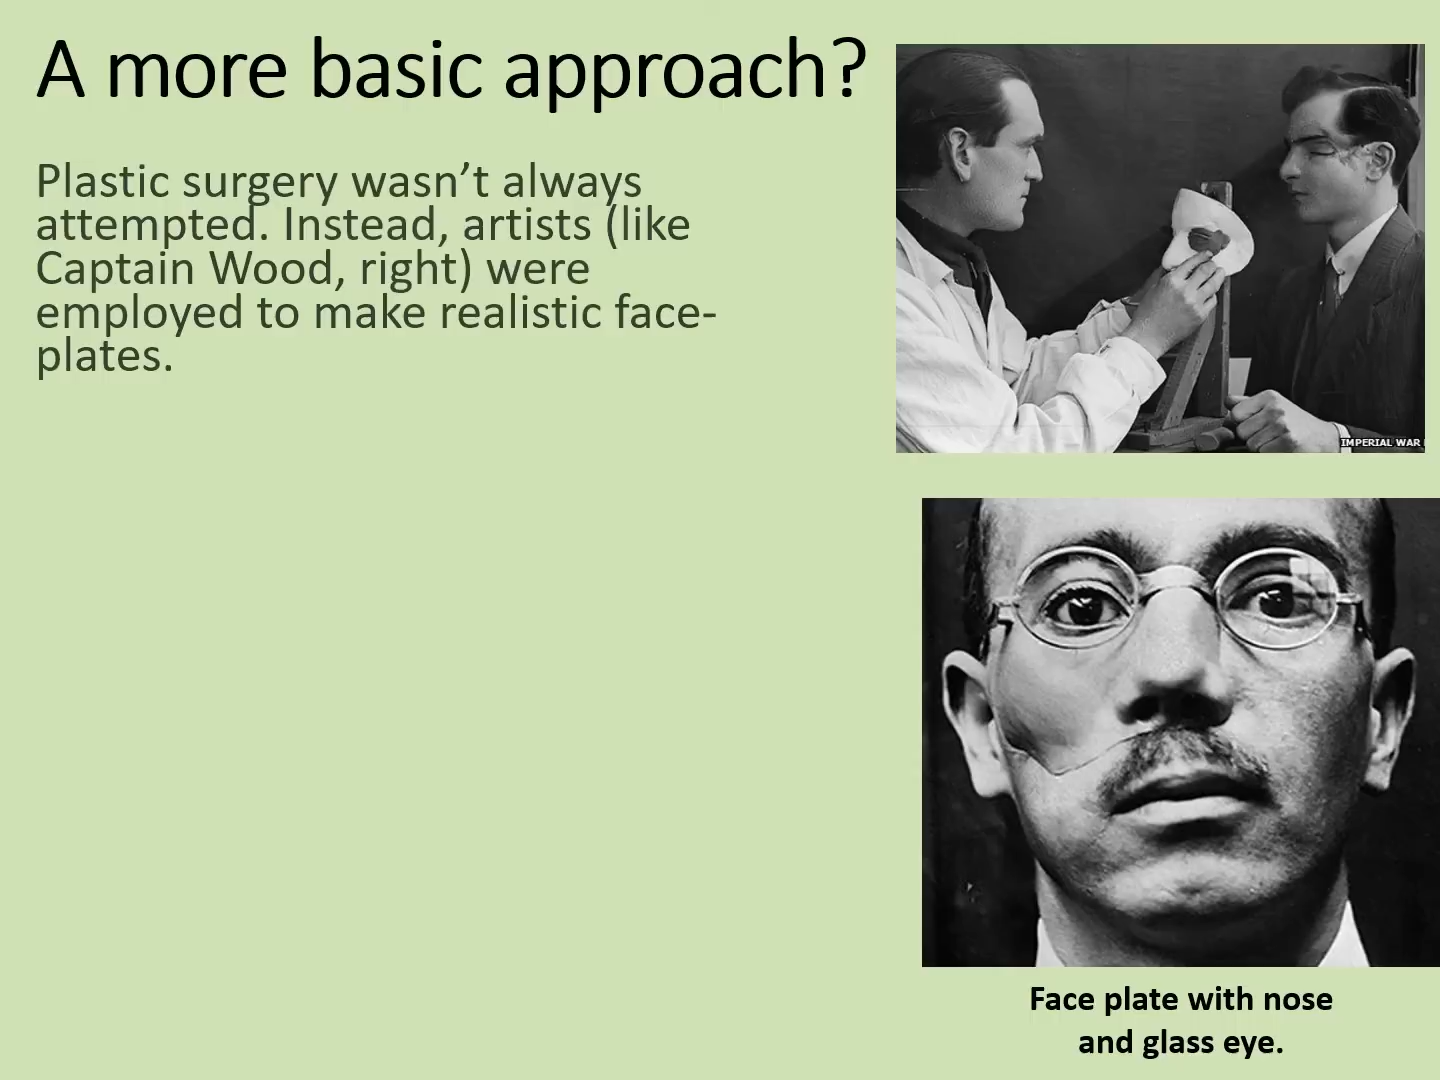 A more basic approach?
Plastic surgery wasn’t always
attempted. Instead, artists (like
Captain Wood, right) were
employed to make realistic face-
plates.
IMPERIAL WAR
Face plate with nose
and glass eye.